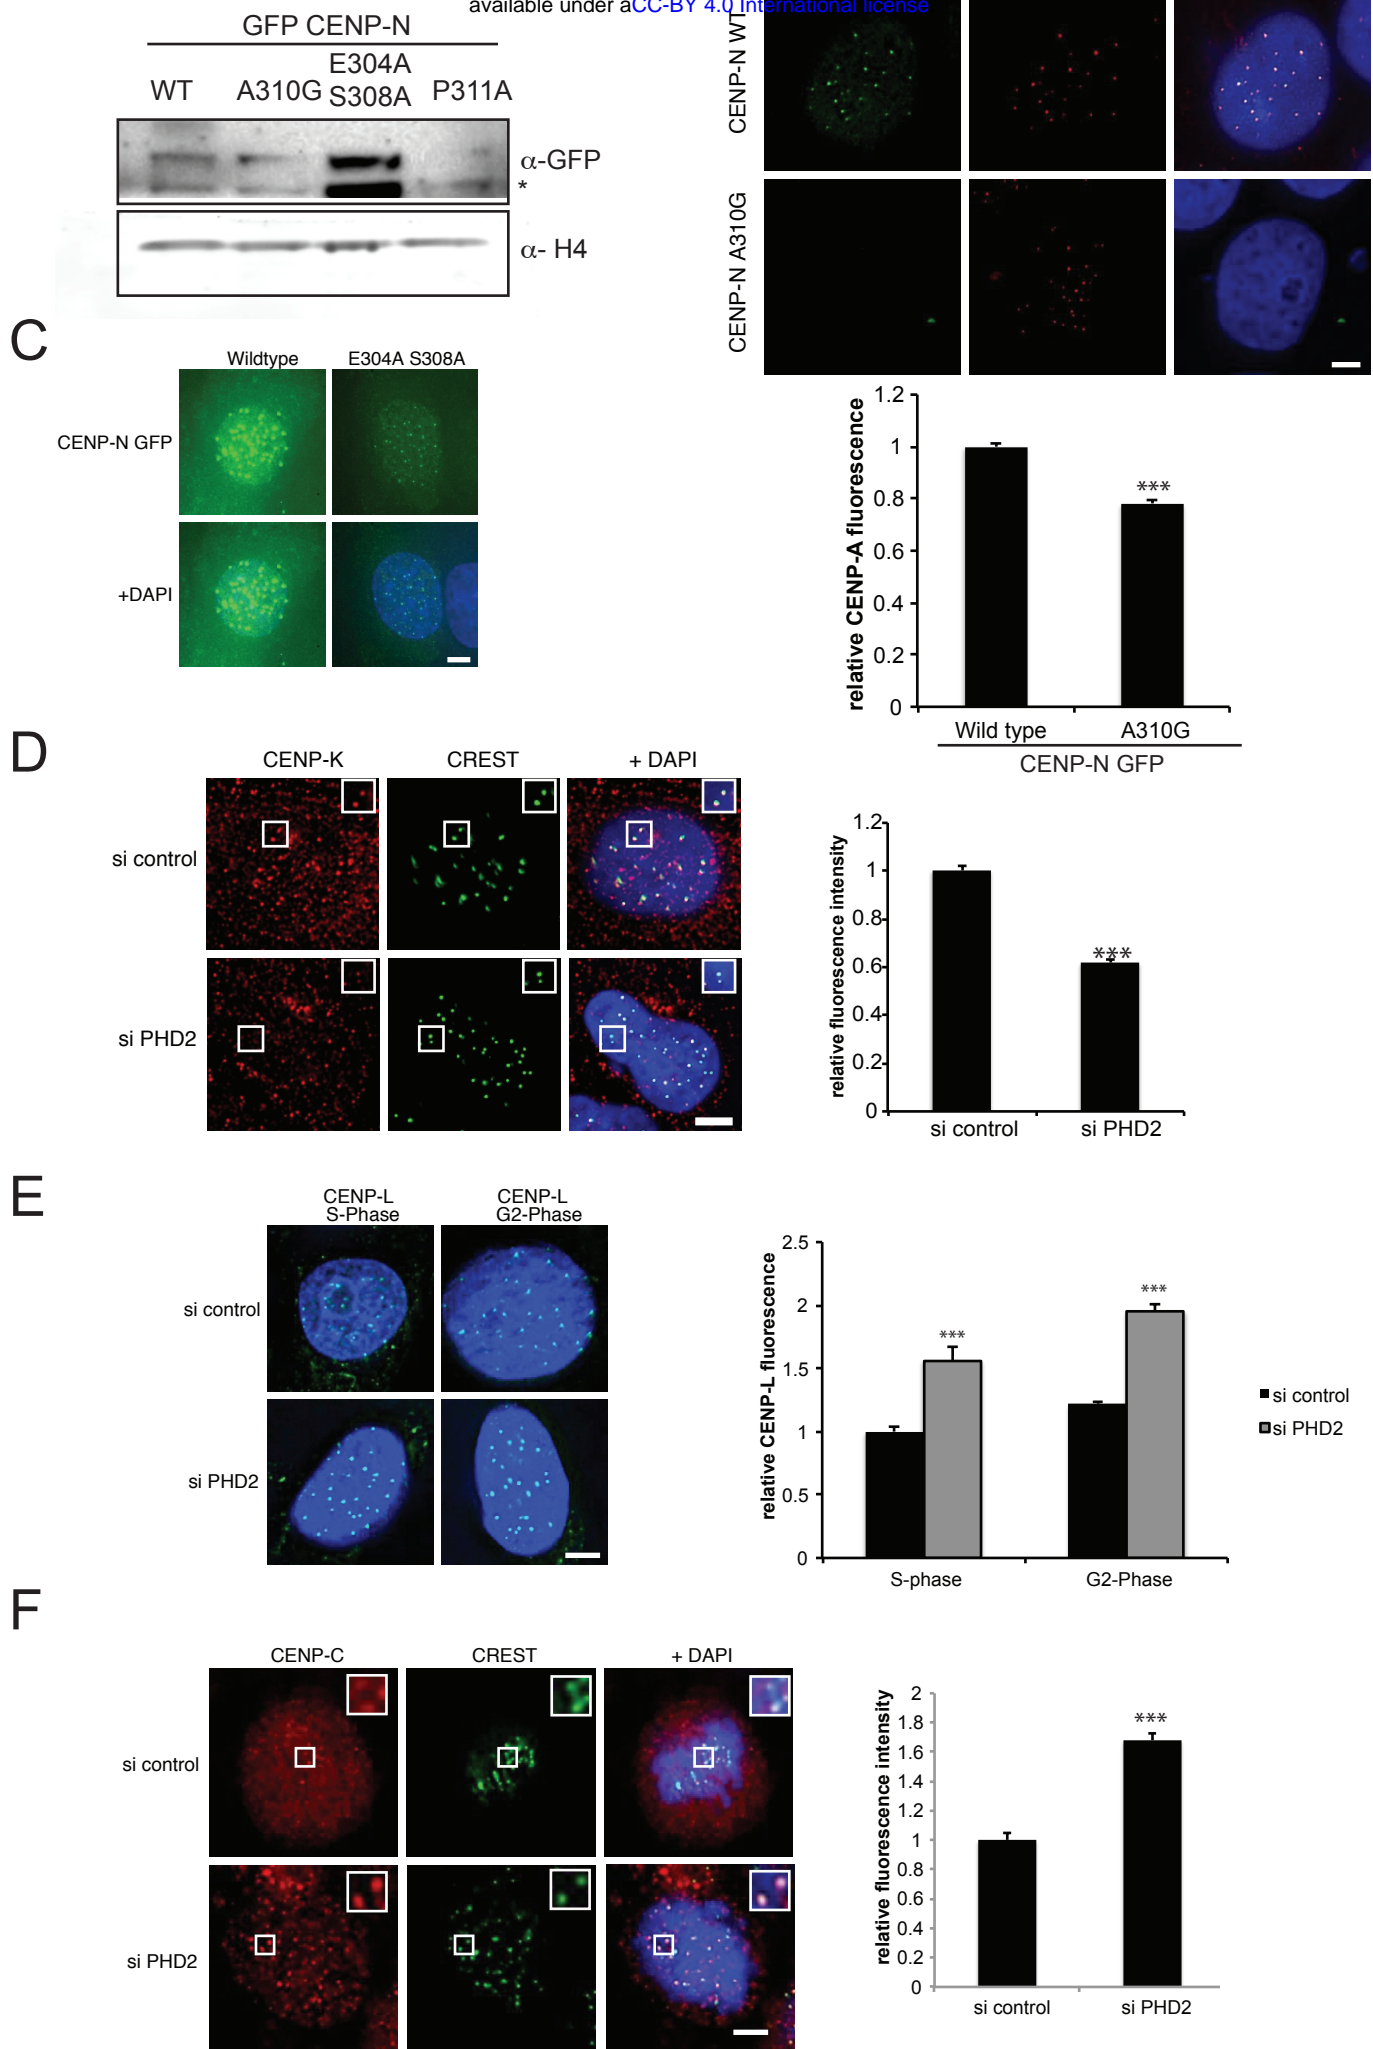 available under aCC-BY 4.0 International license
GFP CENP-N
WT
A310G
E304A
S308A
P311A
α-GFP
*
α- H4
CENP-N WT
CENP-N A310G
1.2
1
0.8
0.6
0.4
0.2
0
relative CENP-A fluorescence
***
Wild type
A310G
CENP-N GFP
C
Wildtype
E304A S308A
CENP-N GFP
+DAPI
D
CENP-K
CREST
+ DAPI
si control
si PHD2
1.2
1
0.8
0.6
0.4
0.2
0
relative fluorescence intensity
***
si control
si PHD2
E
CENP-L
S-Phase
CENP-L
G2-Phase
si control
si PHD2
2.5
2
1.5
1
0.5
0
relative CENP-L fluorescence
***
***
S-phase
G2-Phase
si control
si PHD2
F
CENP-C
CREST
+ DAPI
si control
si PHD2
2
1.8
1.6
1.4
1.2
1
0.8
0.6
0.4
0.2
0
relative fluorescence intensity
***
si control
si PHD2